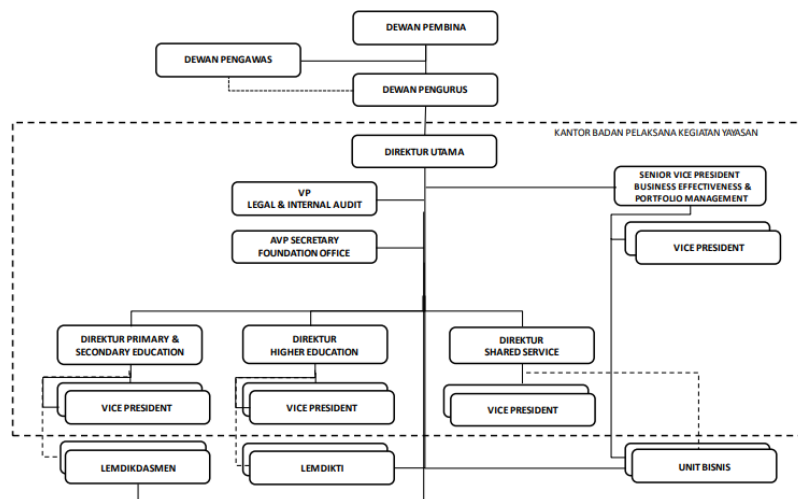 DEWAN PEMBINA
DEWAN PENGAWAS
DEWAN PENGURUS
KANTOR BADAN PELAKSANA KEGIATAN YAYASAN
DIREKTUR UTAMA
SENIOR VICE PRESIDENT
BUSINESS EFFECTIVENESS &
PORTFOLIO MANAGEMENT
VP
LEGAL & INTERNAL AUDIT
AVP SECRETARY
FOUNDATION OFFICE
VICE PRESIDENT
DIREKTUR PRIMARY &
SECONDARY EDUCATION
DIREKTUR
HIGHER EDUCATION
DIREKTUR
SHARED SERVICE
VICE PRESIDENT
VICE PRESIDENT
VICE PRESIDENT
LEMDIKDASMEN
LEMDIKTI
UNIT BISNIS